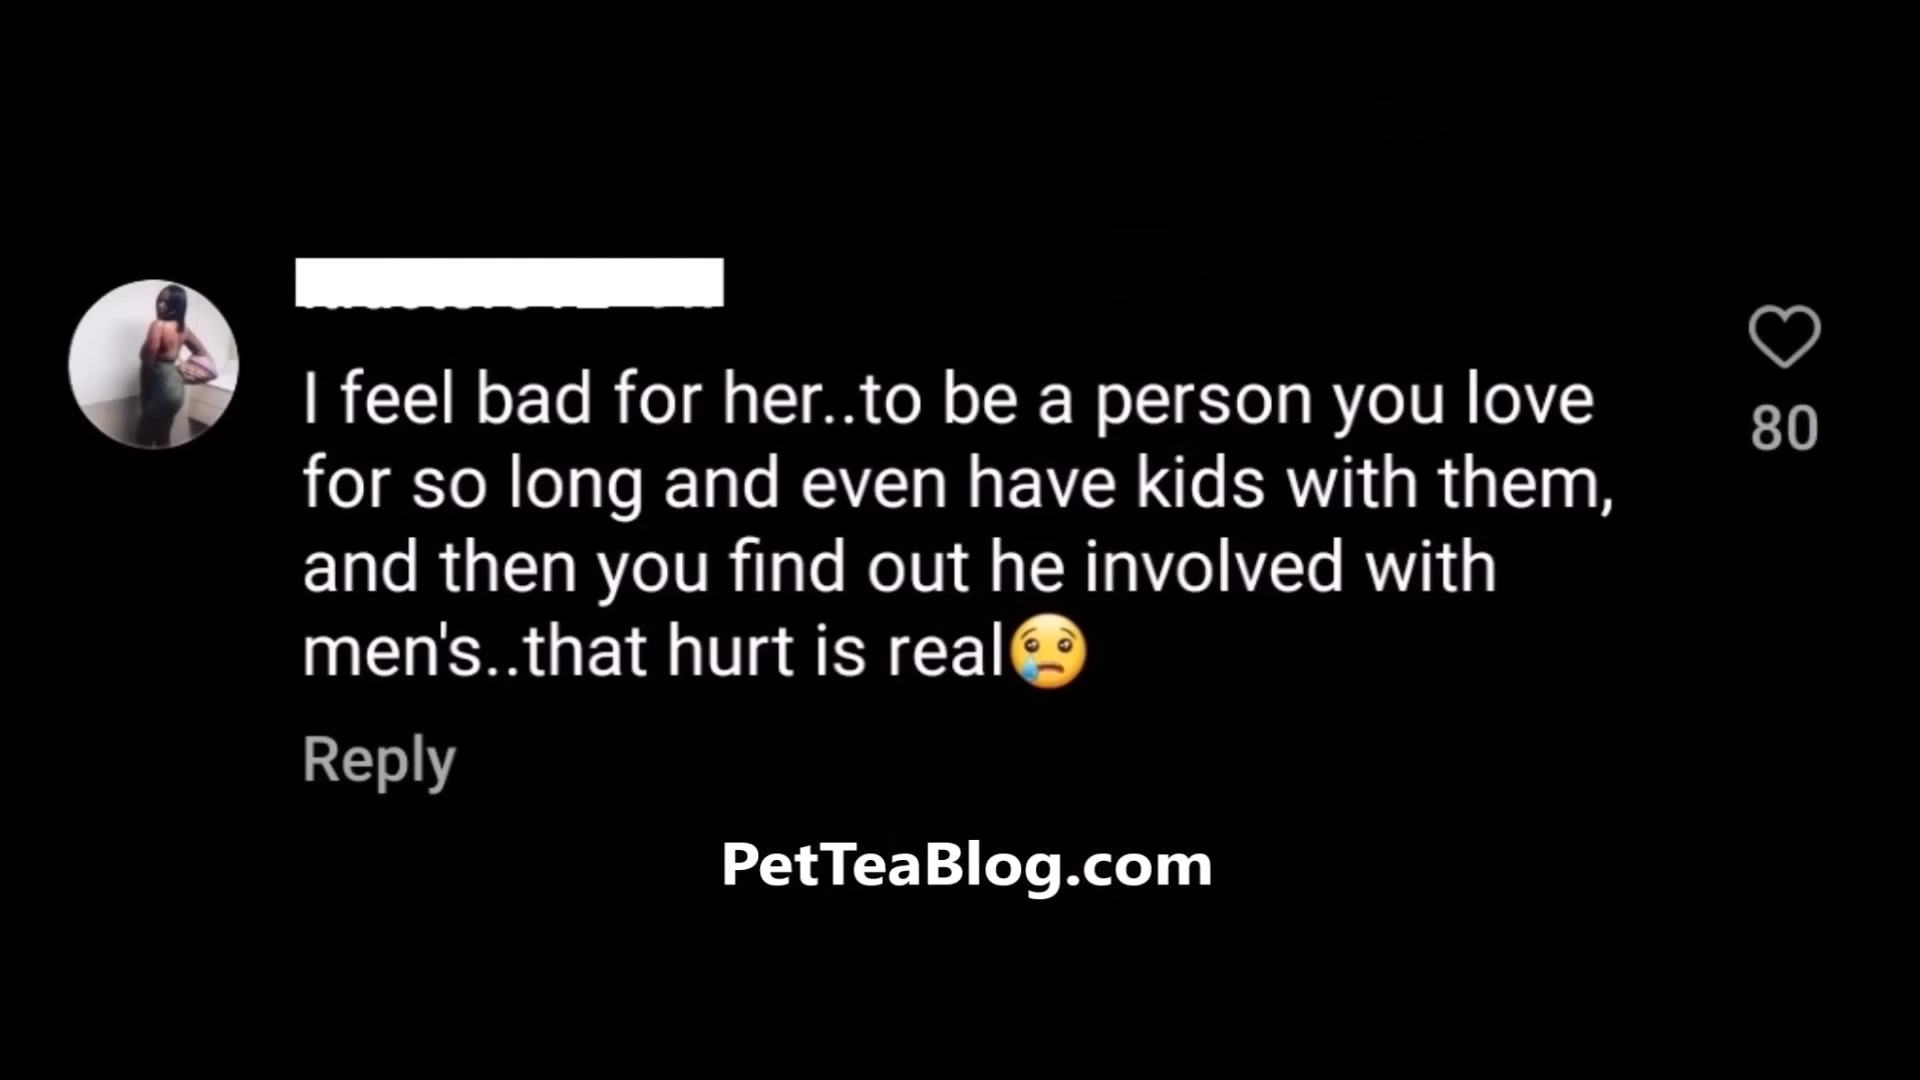 I feel bad for her..to be a person you love
for so long and even have kids with them,
and then you find out he involved with
men's..that hurt is real😢
80
Reply
PetTeaBlog.com